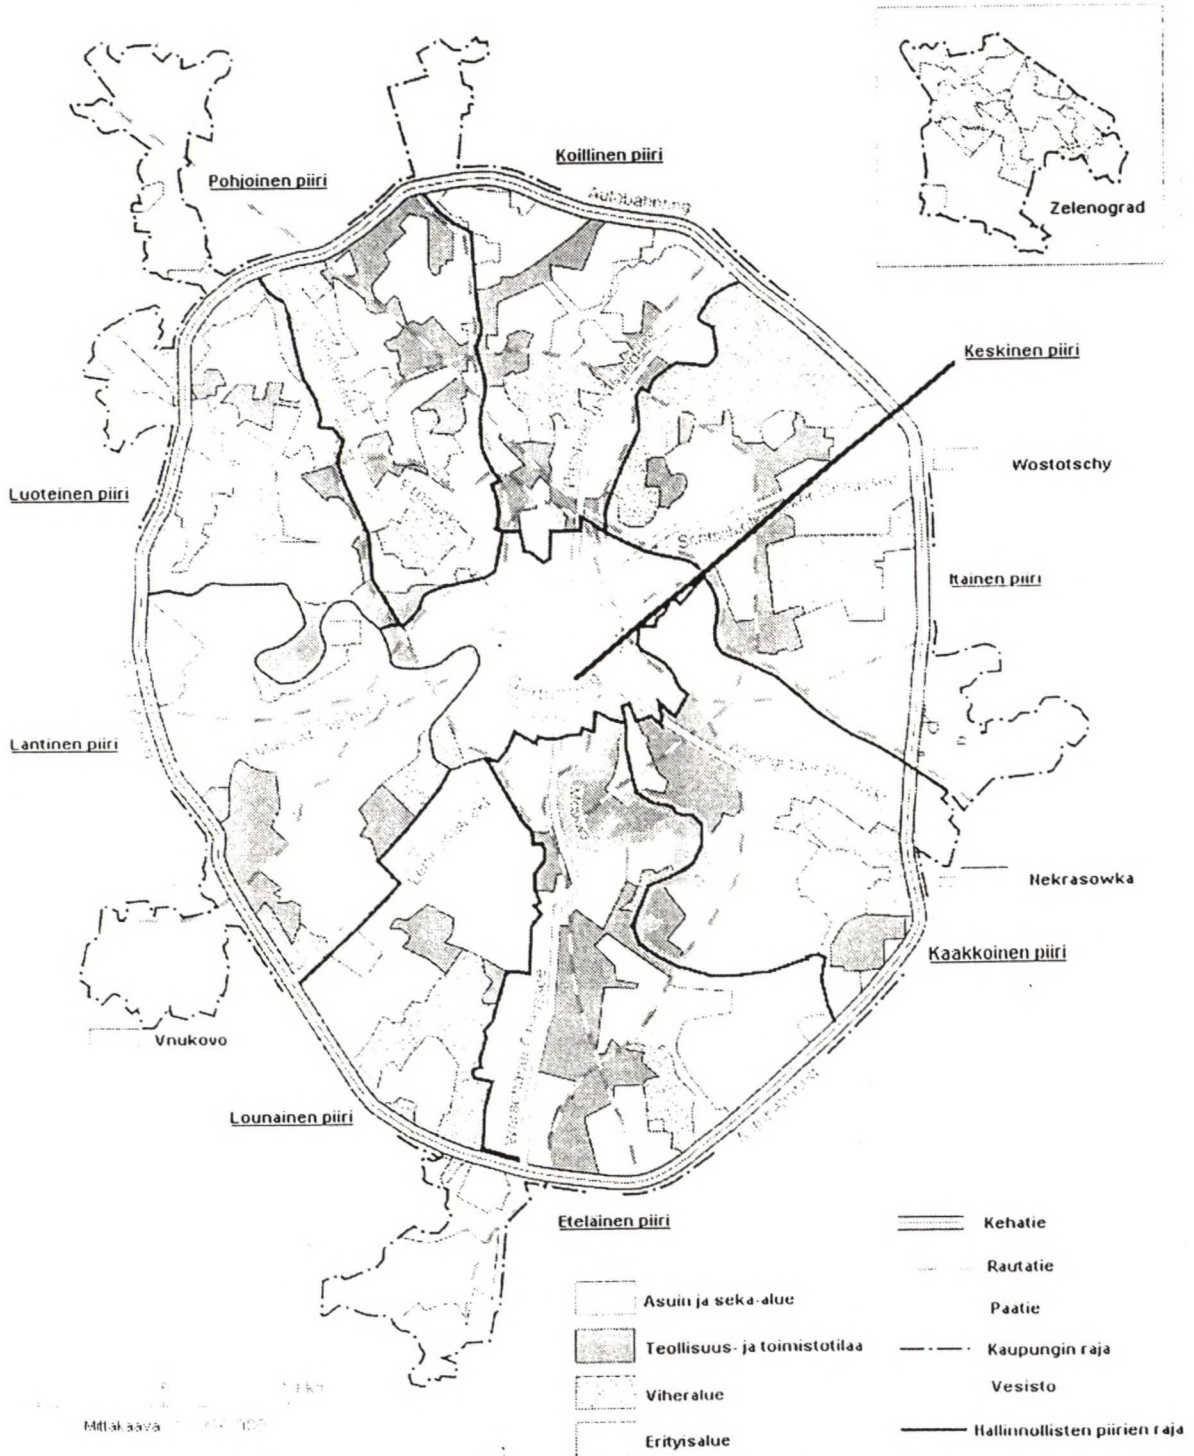 Koillinen piiri
Pohjoinen piiri
Autobahnring
Zelenograd
Keskinen piiri
Wostotschy
Luoteinen piiri
Itainen piiri
Lantinen piiri
Nekrasowka
Kaakkoinen piiri
Vnukovo
Lounainen piiri
Etelainen piiri
Kehatie
Rautatie
Asuin ja seka-alue
Paatie
Teollisuus- ja toimistotilaa
Kaupungin raja
Viheralue
Vesisto
Mittakaava
Hallinnollisten piirien raja
Erityisalue